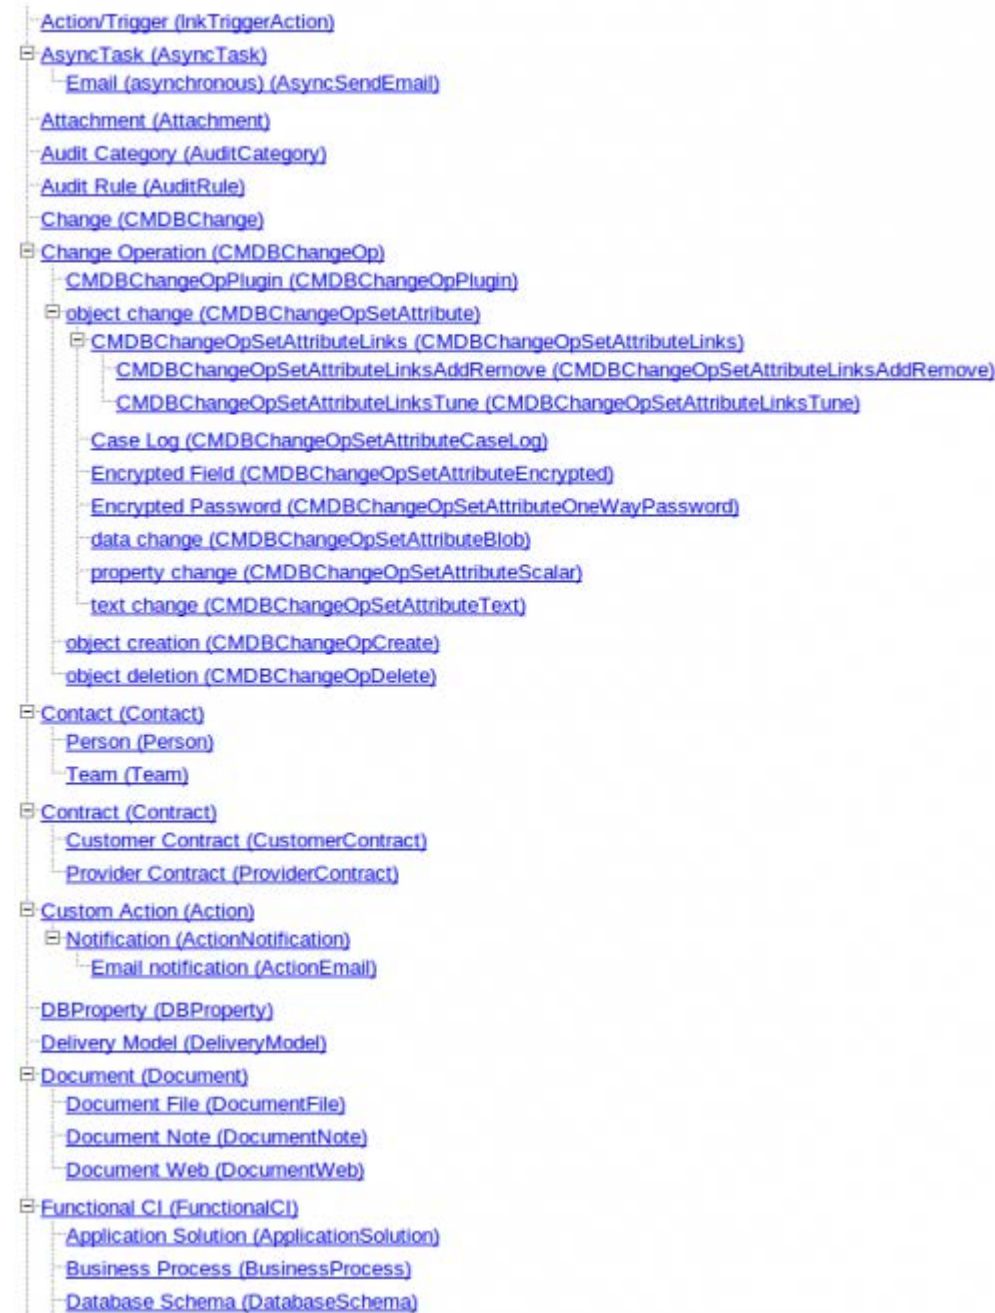 Action/Trigger (lnkTriggerAction)
AsyncTask (AsyncTask)
Email (asynchronous) (AsyncSendEmail)
Attachment (Attachment)
Audit Category (AuditCategory)
Audit Rule (AuditRule)
Change (CMDBChange)
Change Operation (CMDBChangeOp)
CMDBChangeOpPlugin (CMDBChangeOpPlugin)
object change (CMDBChangeOpSetAttribute)
CMDBChangeOpSetAttributeLinks (CMDBChangeOpSetAttributeLinks)
CMDBChangeOpSetAttributeLinksAddRemove (CMDBChangeOpSetAttributeLinksAddRemove)
CMDBChangeOpSetAttributeLinksTune (CMDBChangeOpSetAttributeLinksTune)
Case Log (CMDBChangeOpSetAttributeCaseLog)
Encrypted Field (CMDBChangeOpSetAttributeEncrypted)
Encrypted Password (CMDBChangeOpSetAttributeOneWayPassword)
data change (CMDBChangeOpSetAttributeBlob)
property change (CMDBChangeOpSetAttributeScalar)
text change (CMDBChangeOpSetAttributeText)
object creation (CMDBChangeOpCreate)
object deletion (CMDBChangeOpDelete)
Contact (Contact)
Person (Person)
Team (Team)
Contract (Contract)
Customer Contract (CustomerContract)
Provider Contract (ProviderContract)
Custom Action (Action)
Notification (ActionNotification)
Email notification (ActionEmail)
DBProperty (DBProperty)
Delivery Model (DeliveryModel)
Document (Document)
Document File (DocumentFile)
Document Note (DocumentNote)
Document Web (DocumentWeb)
Functional CI (FunctionalCI)
Application Solution (ApplicationSolution)
Business Process (BusinessProcess)
Database Schema (DatabaseSchema)